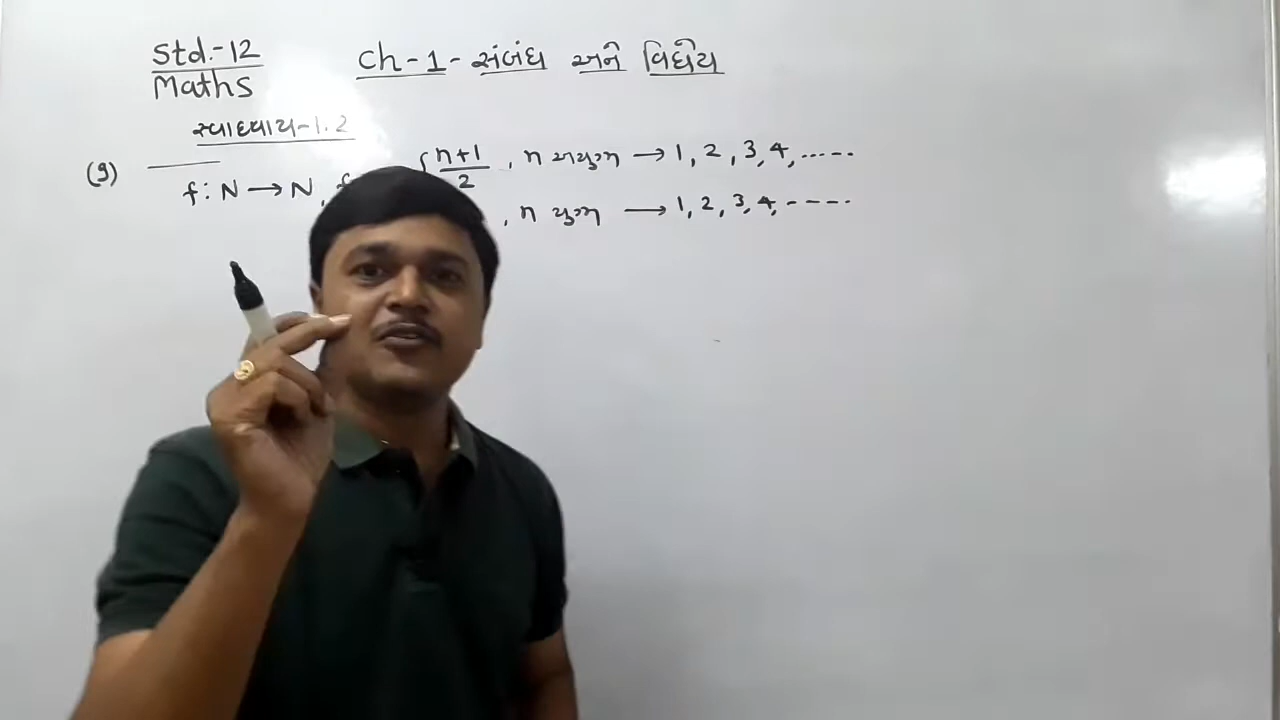 Std.-12
Maths
Ch-1-સંબંધ અને વિધેય
સ્વાધ્યાય-1.2
(9) n+1/2 , n અયુગ્મ → 1, 2, 3, 4, .....
f: N → N, f
, n યુગ્મ → 1, 2, 3, 4, -----